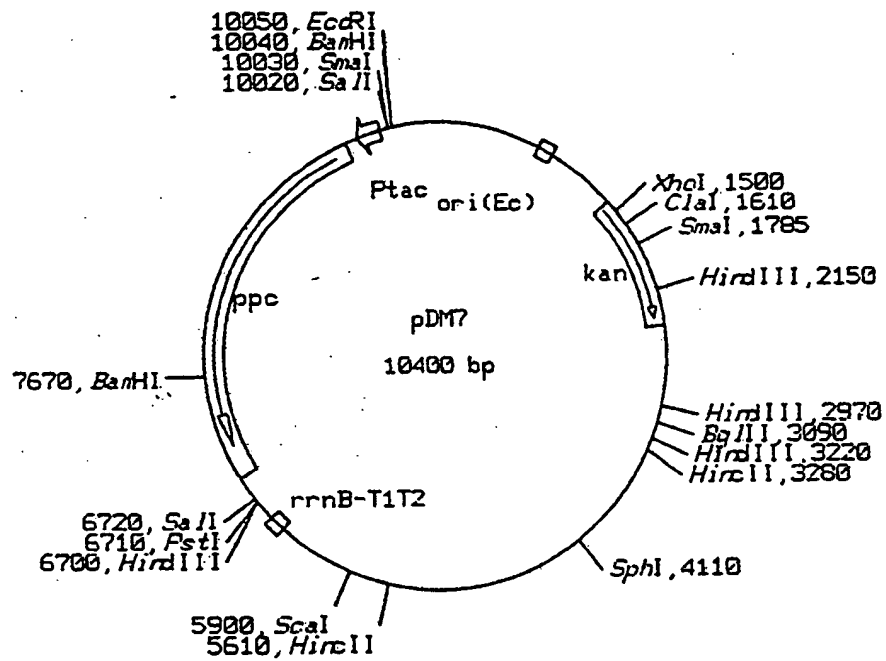 10050, EcoRI
10040, BamHI
10030, SmaI
10020, SalI
Ptac
ori(Ec)
XhoI, 1500
ClaI, 1610
SmaI, 1785
kan
HindIII, 2150
ppc
pDM7
10400 bp
7670, BamHI
HindIII, 2970
BglII, 3090
HIndIII, 3220
HincII, 3280
rrnB-T1T2
6720, SalI
6710, PstI
6700, HindIII
SphI, 4110
5900, ScaI
5610, HincII